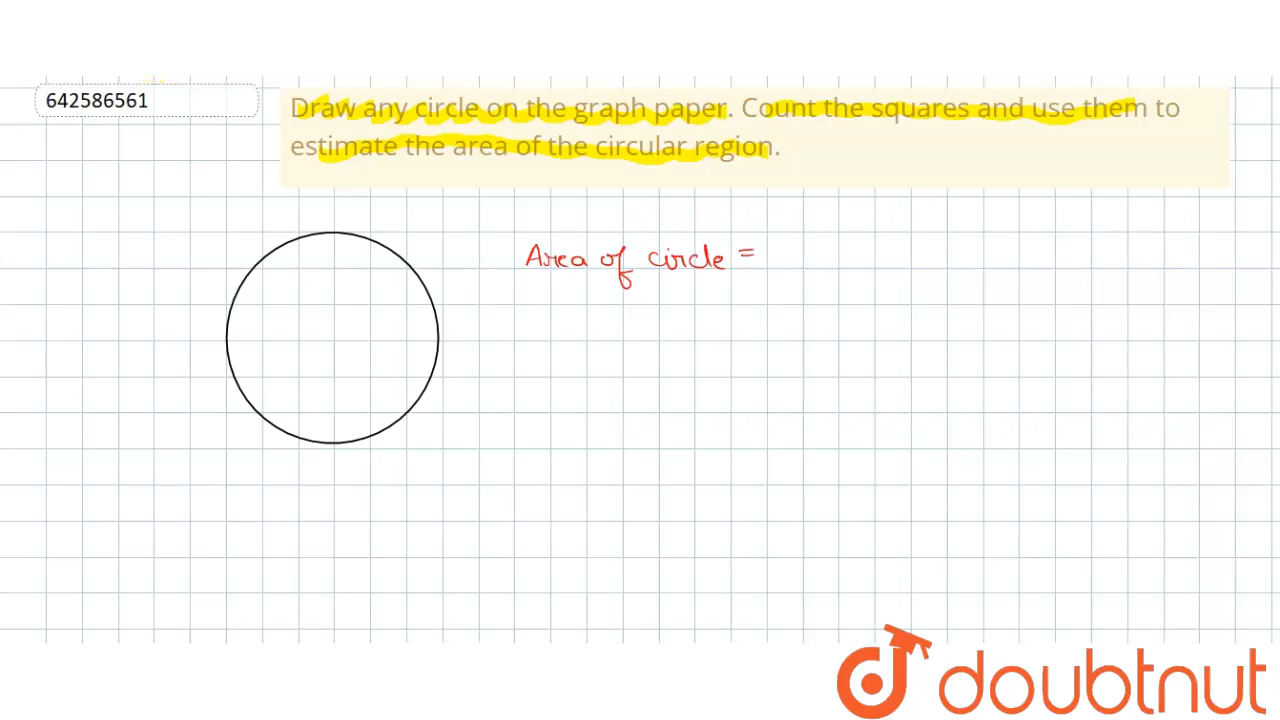 642586561
Draw any circle on the graph paper. Count the squares and use them to
estimate the area of the circular region.
Area of circle =
doubtnut